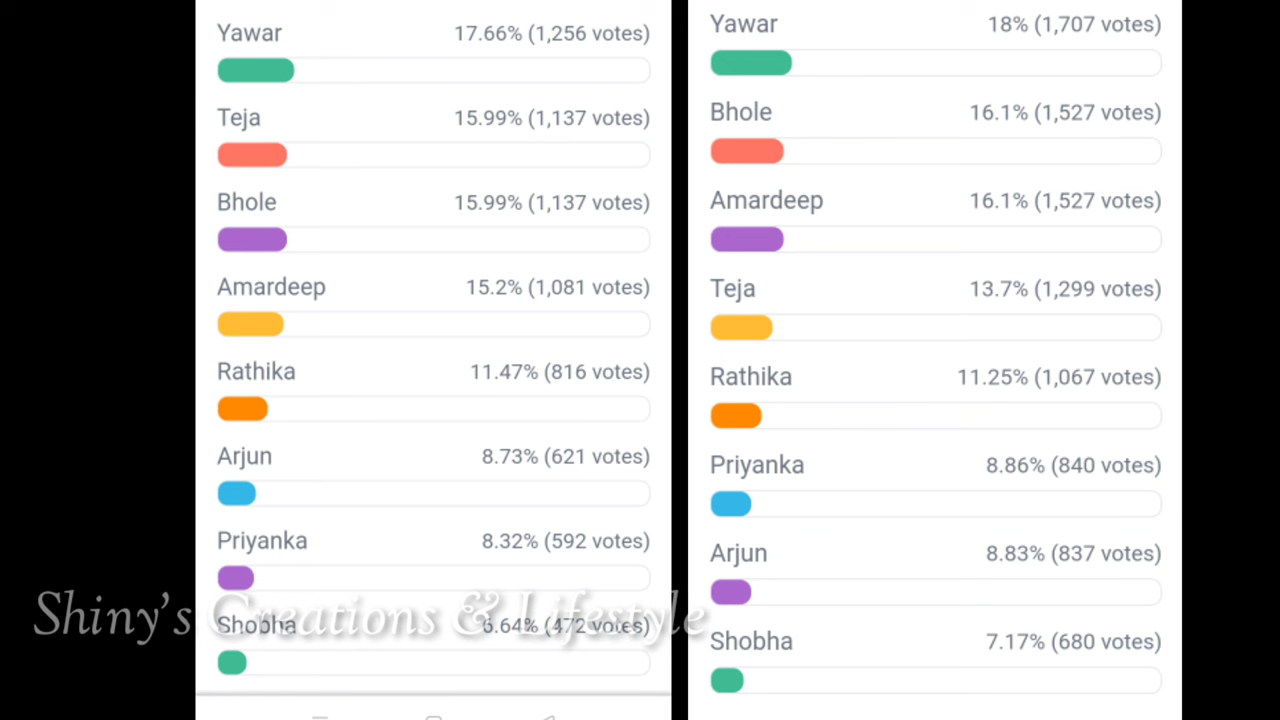 Yawar 17.66% (1,256 votes)
Teja 15.99% (1,137 votes)
Bhole 15.99% (1,137 votes)
Amardeep 15.2% (1,081 votes)
Rathika 11.47% (816 votes)
Arjun 8.73% (621 votes)
Priyanka 8.32% (592 votes)
Shobha 6.64% (472 votes)
Yawar 18% (1,707 votes)
Bhole 16.1% (1,527 votes)
Amardeep 16.1% (1,527 votes)
Teja 13.7% (1,299 votes)
Rathika 11.25% (1,067 votes)
Priyanka 8.86% (840 votes)
Arjun 8.83% (837 votes)
Shobha 7.17% (680 votes)
Shiny's Creations & Lifestyle